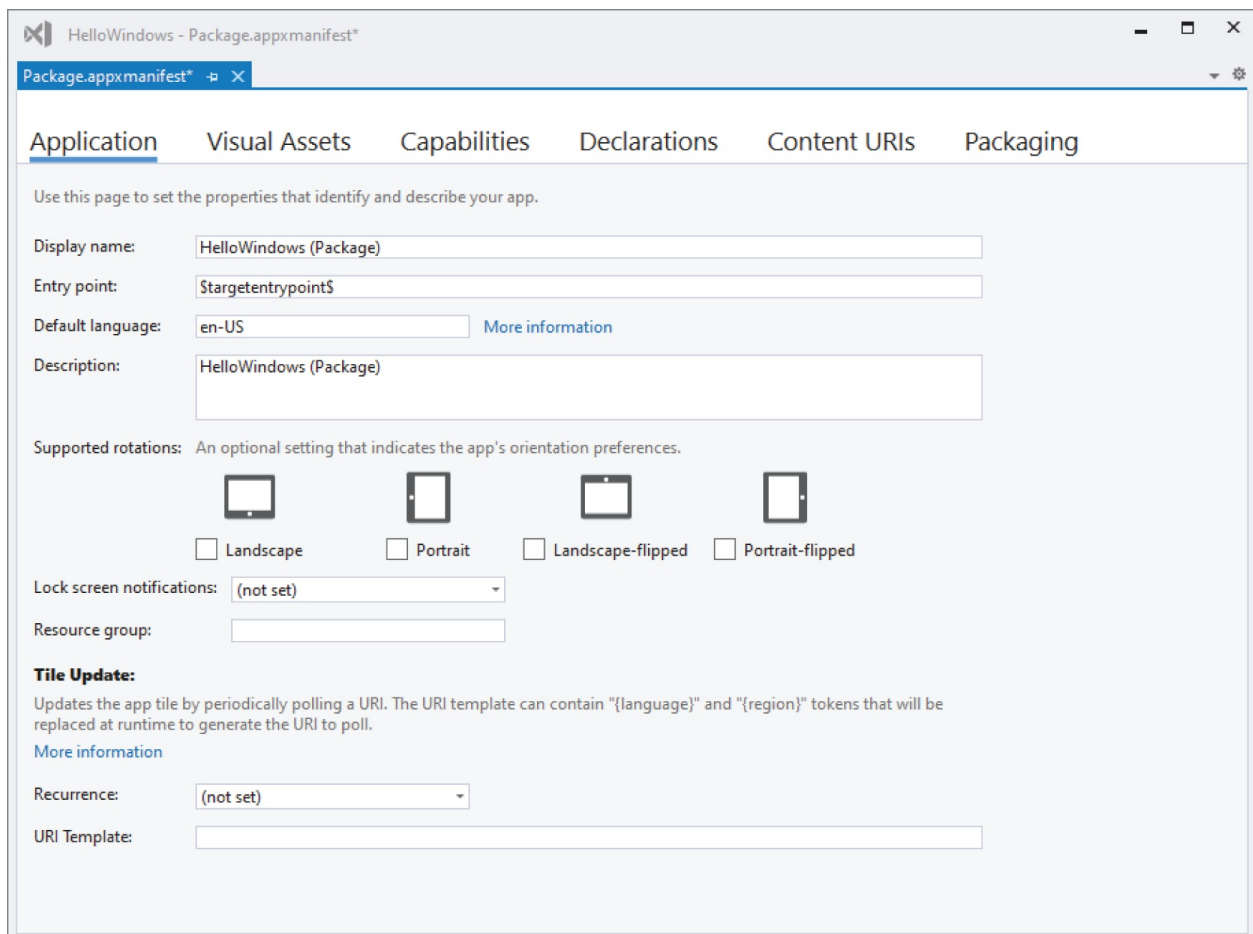 HelloWindows - Package.appxmanifest*
Package.appxmanifest*
Application Visual Assets Capabilities Declarations Content URIs Packaging
Use this page to set the properties that identify and describe your app.
Display name: HelloWindows (Package)
Entry point: $targetentrypoint$
Default language: en-US More information
Description: HelloWindows (Package)
Supported rotations: An optional setting that indicates the app's orientation preferences.
Landscape Portrait Landscape-flipped Portrait-flipped
Lock screen notifications: (not set)
Resource group:
Tile Update:
Updates the app tile by periodically polling a URI. The URI template can contain "{language}" and "{region}" tokens that will be
replaced at runtime to generate the URI to poll.
More information
Recurrence: (not set)
URI Template: